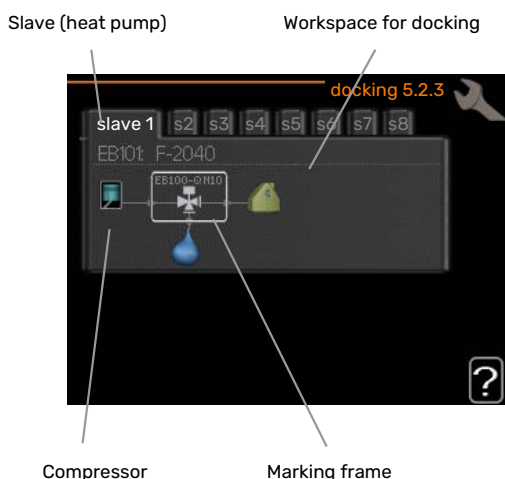 Slave (heat pump)
Workspace for docking
docking 5.2.3
slave 1 s2 s3 s4 s5 s6 s7 s8
EB101: F-2040
EB100-QN10
?
Compressor
Marking frame